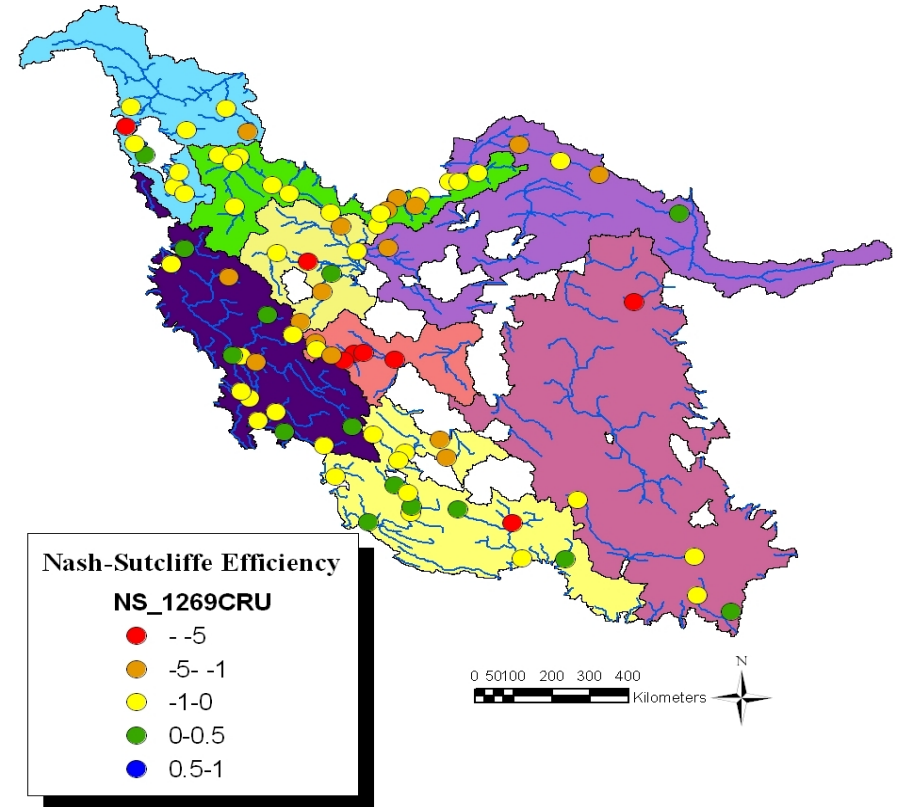 Nash-Sutcliffe Efficiency
NS_1269CRU
- -5
-5- -1
-1-0
0-0.5
0.5-1
N
0 50100 200 300 400
Kilometers